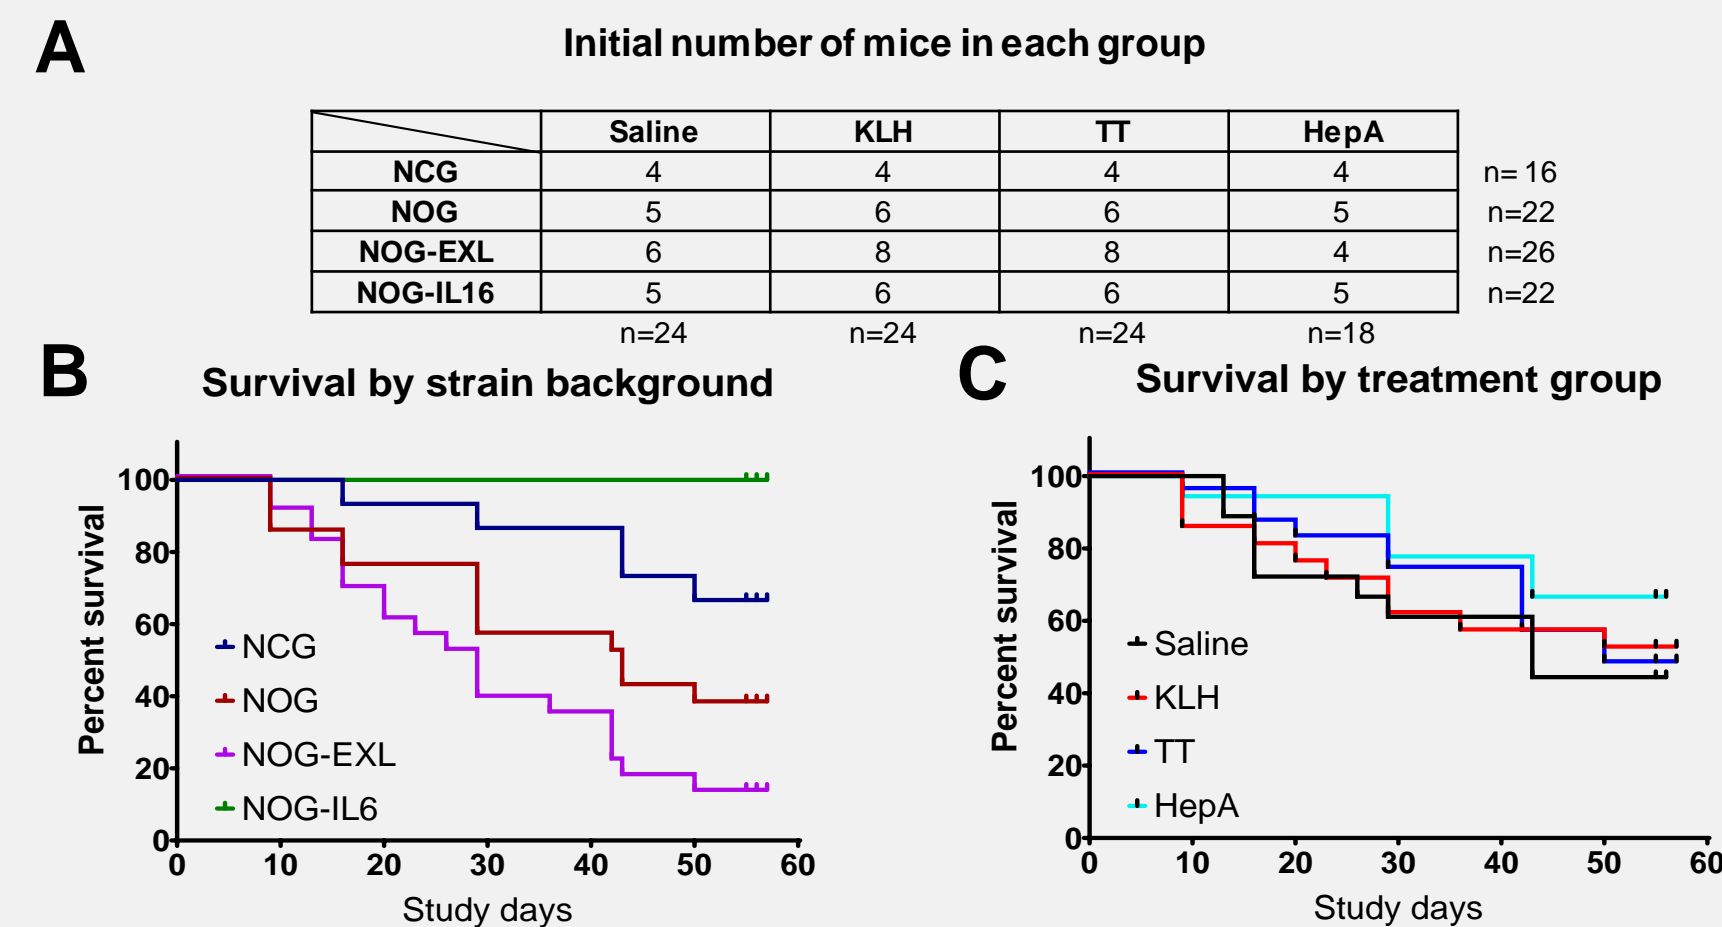 A
Initial number of mice in each group
Saline KLH TT HepA
NCG 4 4 4 4 n= 16
NOG 5 6 6 5 n=22
NOG-EXL 6 8 8 4 n=26
NOG-IL16 5 6 6 5 n=22
n=24 n=24 n=24 n=18
B
Survival by strain background
Percent survival
100
80
60
40
20
0
0 10 20 30 40 50 60
Study days
NCG
NOG
NOG-EXL
NOG-IL6
C
Survival by treatment group
Percent survival
100
80
60
40
20
0
0 10 20 30 40 50 60
Study days
Saline
KLH
TT
HepA